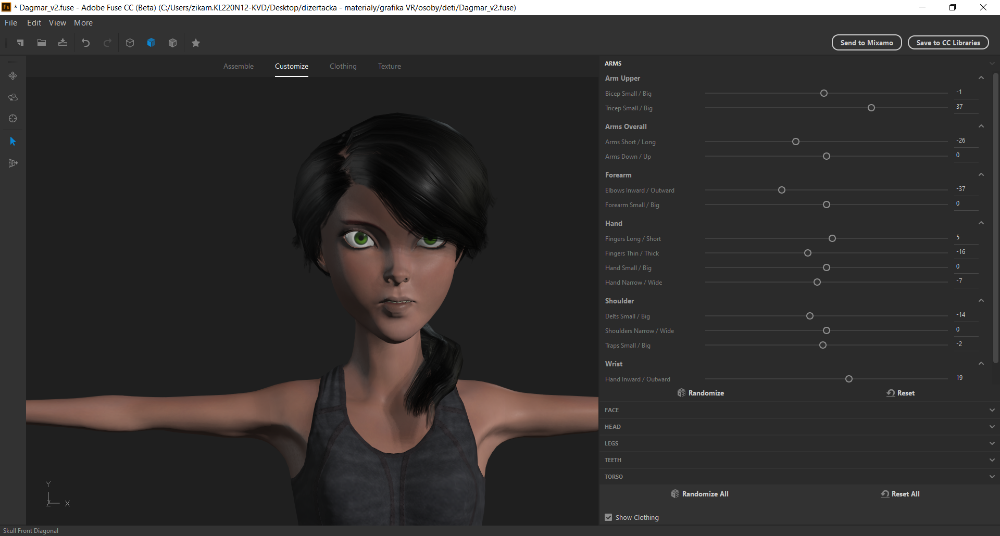 Fs * Dagmar_v2.fuse - Adobe Fuse CC (Beta) (C:/Users/zikam.KL220N12-KVD/Desktop/dizertacka - materialy/grafika VR/osoby/deti/Dagmar_v2.fuse)
File Edit View More
Send to Mixamo Save to CC Libraries
Assemble Customize Clothing Texture
ARMS
Arm Upper
Bicep Small / Big -1
Tricep Small / Big 37
Arms Overall
Arms Short / Long -26
Arms Down / Up 0
Forearm
Elbows Inward / Outward -37
Forearm Small / Big 0
Hand
Fingers Long / Short 5
Fingers Thin / Thick -16
Hand Small / Big 0
Hand Narrow / Wide -7
Shoulder
Delts Small / Big -14
Shoulders Narrow / Wide 0
Traps Small / Big -2
Wrist
Hand Inward / Outward 19
Randomize Reset
FACE
HEAD
LEGS
TEETH
TORSO
Randomize All Reset All
Show Clothing
Y
Z X
Skull Front Diagonal